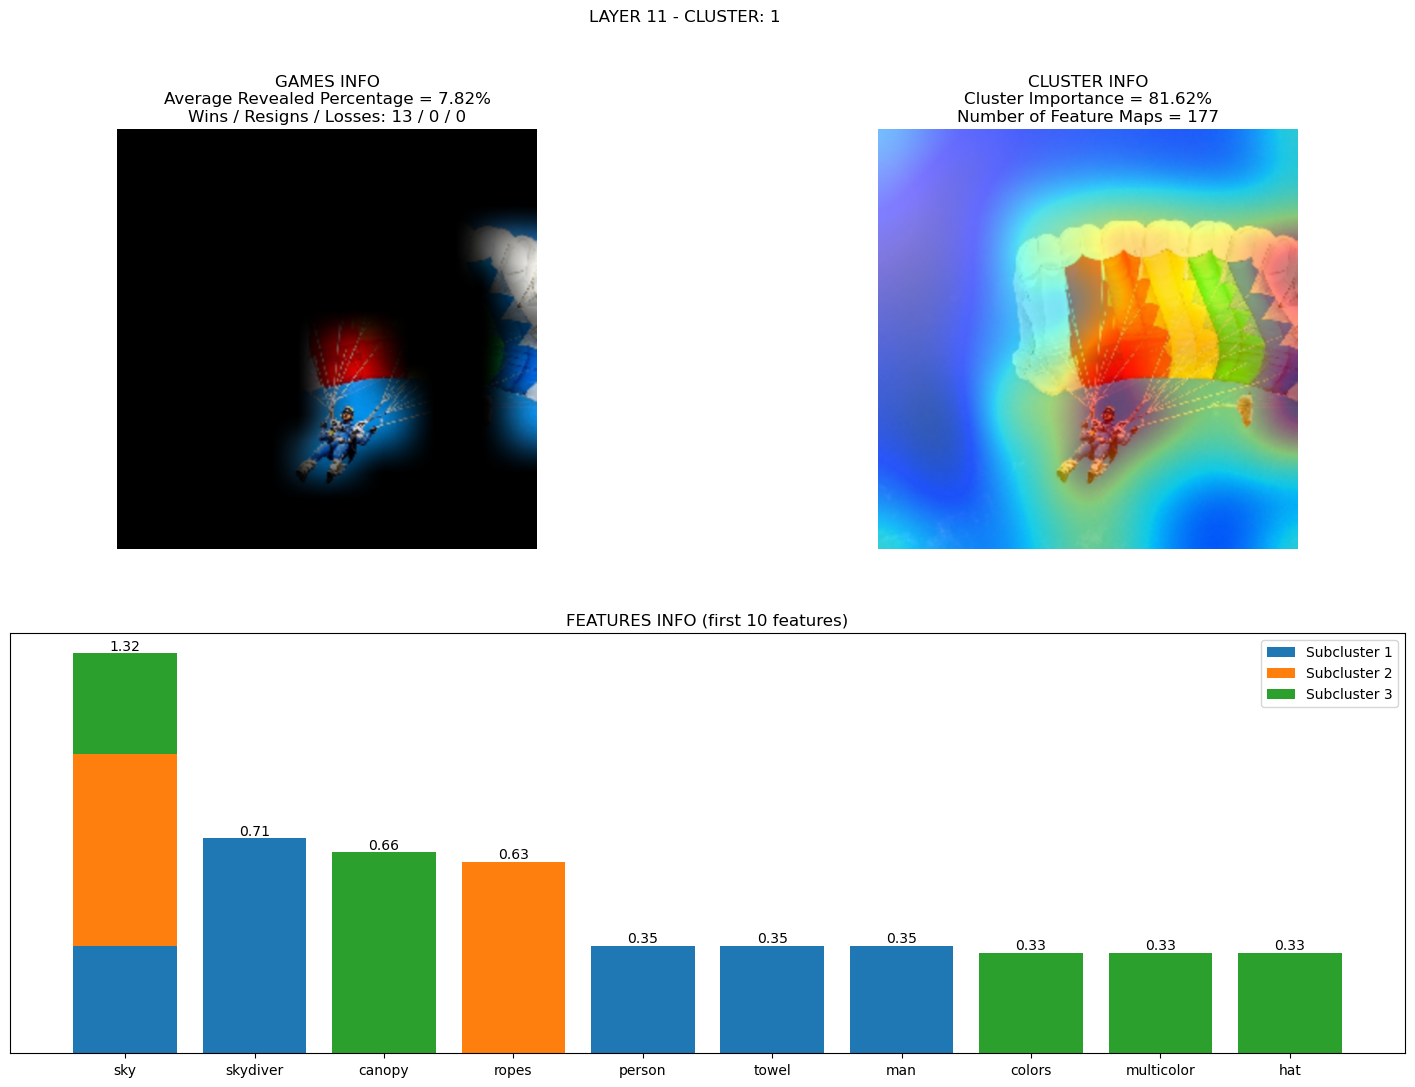 LAYER 11 - CLUSTER: 1
GAMES INFO
Average Revealed Percentage = 7.82%
Wins / Resigns / Losses: 13 / 0 / 0
CLUSTER INFO
Cluster Importance = 81.62%
Number of Feature Maps = 177
FEATURES INFO (first 10 features)
Subcluster 1
Subcluster 2
Subcluster 3
1.32
0.71
0.66
0.63
0.35
0.35
0.35
0.33
0.33
0.33
sky
skydiver
canopy
ropes
person
towel
man
colors
multicolor
hat